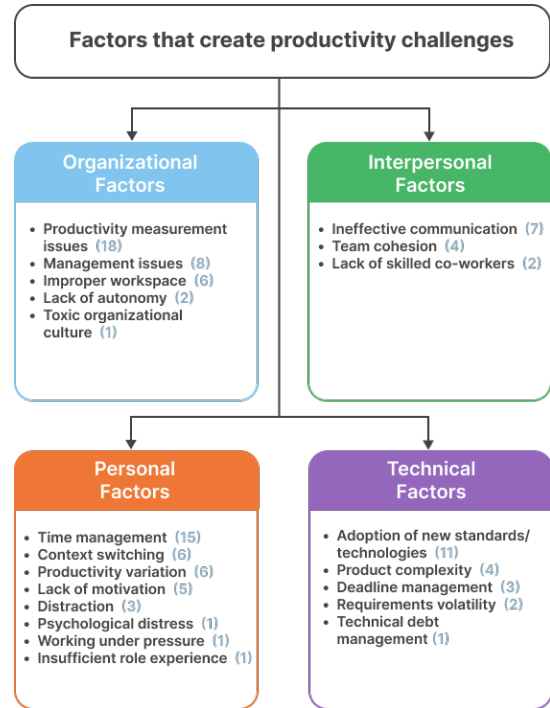 Factors that create productivity challenges
Organizational
Factors
• Productivity measurement
issues (18)
• Management issues (8)
• Improper workspace (6)
• Lack of autonomy (2)
• Toxic organizational
culture (1)
Interpersonal
Factors
• Ineffective communication (7)
• Team cohesion (4)
• Lack of skilled co-workers (2)
Personal
Factors
• Time management (15)
• Context switching (6)
• Productivity variation (6)
• Lack of motivation (5)
• Distraction (3)
• Psychological distress (1)
• Working under pressure (1)
• Insufficient role experience (1)
Technical
Factors
• Adoption of new standards/
technologies (11)
• Product complexity (4)
• Deadline management (3)
• Requirements volatility (2)
• Technical debt
management (1)